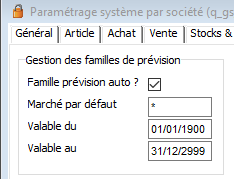 Paramétrage système par société (q_gs
Général Article Achat Vente Stocks &
Gestion des familles de prévision
Famille prévision auto ?
Marché par défaut *
Valable du 01/01/1900
Valable au 31/12/2999